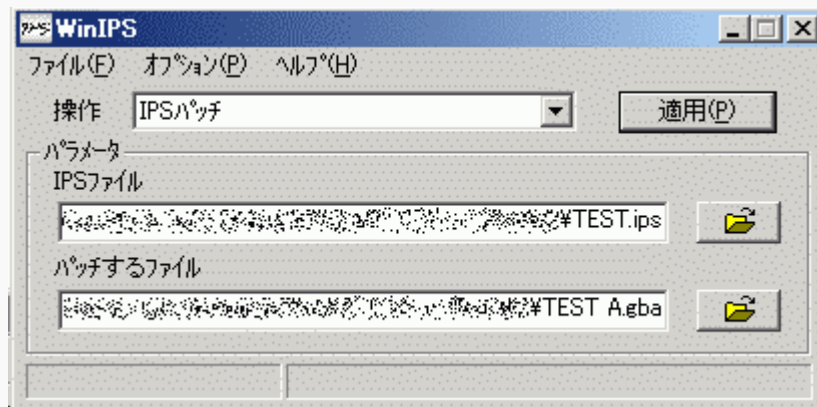 WinIPS
ﾌｧｲﾙ(F) ｵﾌﾟｼｮﾝ(P) ﾍﾙﾌﾟ(H)
操作 IPSﾊﾟｯﾁ 適用(P)
ﾊﾟﾗﾒｰﾀ
IPSﾌｧｲﾙ
¥TEST.ips
ﾊﾟｯﾁするﾌｧｲﾙ
¥TEST A.gba